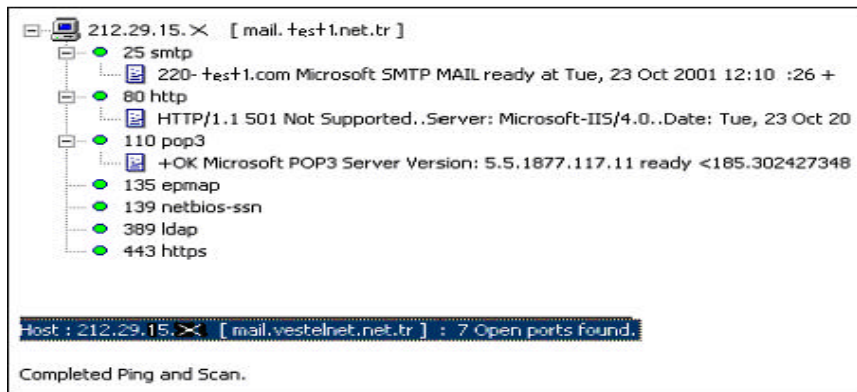 212.29.15.X [ mail. test1.net.tr ]
25 smtp
220- test1.com Microsoft SMTP MAIL ready at Tue, 23 Oct 2001 12:10 :26 +
80 http
HTTP/1.1 501 Not Supported..Server: Microsoft-IIS/4.0..Date: Tue, 23 Oct 20
110 pop3
+OK Microsoft POP3 Server Version: 5.5.1877.117.11 ready <185.302427348
135 epmap
139 netbios-ssn
389 ldap
443 https
Host : 212.29.15.X [ mail.vestelnet.net.tr ] : 7 Open ports found.
Completed Ping and Scan.